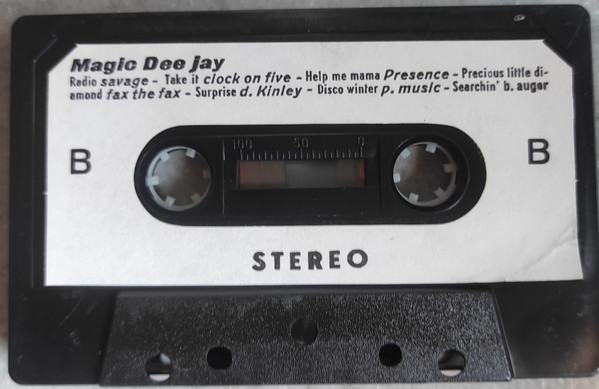 Magic Dee Jay
Radio savage - Take it clock on five - Help me mama Presence - Precious little di-
amond fax the fax - Surprise d. Kinley - Disco winter p. music - Searchin' b. auger
100 50 0
B B
STEREO